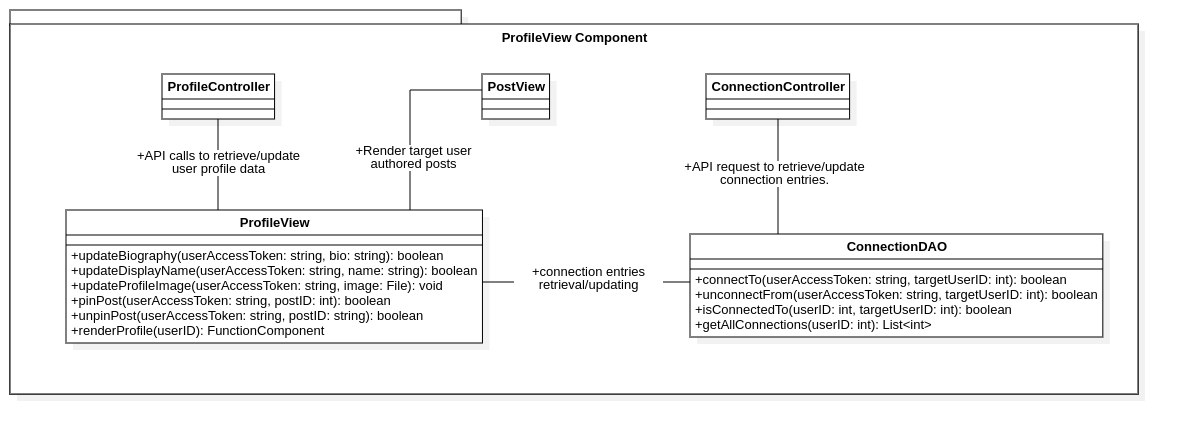 ProfileView Component
ProfileController
PostView
ConnectionController
+API calls to retrieve/update
user profile data
+Render target user
authored posts
+API request to retrieve/update
connection entries.
ProfileView
+updateBiography(userAccessToken: string, bio: string): boolean
+updateDisplayName(userAccessToken: string, name: string): boolean
+updateProfileImage(userAccessToken: string, image: File): void
+pinPost(userAccessToken: string, postID: int): boolean
+unpinPost(userAccessToken: string, postID: string): boolean
+renderProfile(userID): FunctionComponent
+connection entries
retrieval/updating
ConnectionDAO
+connectTo(userAccessToken: string, targetUserID: int): boolean
+unconnectFrom(userAccessToken: string, targetUserID: int): boolean
+isConnectedTo(userID: int, targetUserID: int): boolean
+getAllConnections(userID: int): List<int>